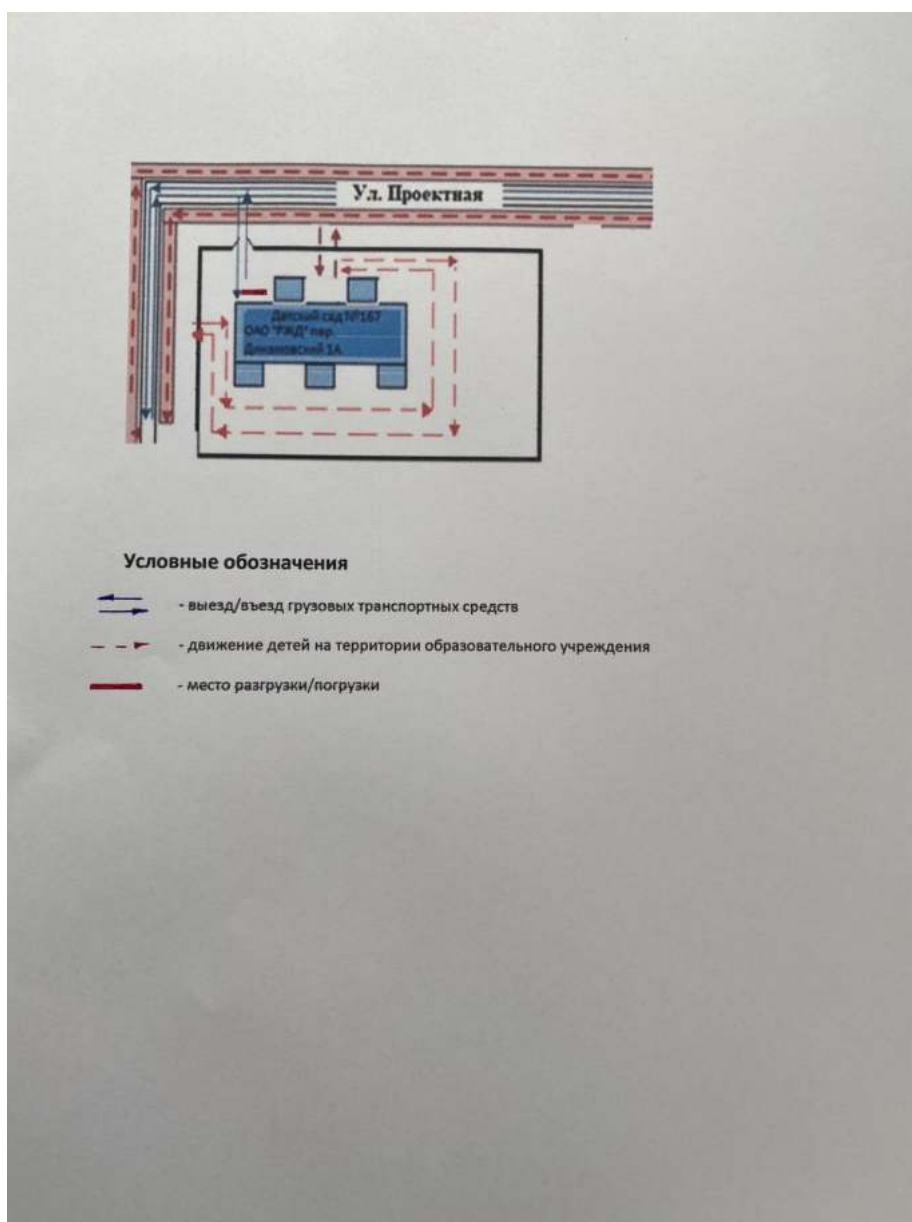 Ул. Проектная
Детский сад №167
ОАО "РЖД" пер.
Динамовский 1А
Условные обозначения
- выезд/въезд грузовых транспортных средств
- движение детей на территории образовательного учреждения
- место разгрузки/погрузки